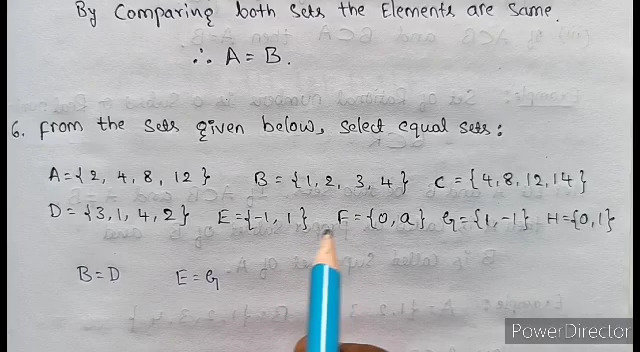 By Comparing both Sets the Elements are Same.
∴ A = B.
6. From the sets given below, select equal sets:
A = {2, 4, 8, 12} B = {1, 2, 3, 4} C = {4, 8, 12, 14}
D = {3, 1, 4, 2} E = {-1, 1} F = {0, a} G = {1, -1} H = {0, 1}
B = D E = G
PowerDirector